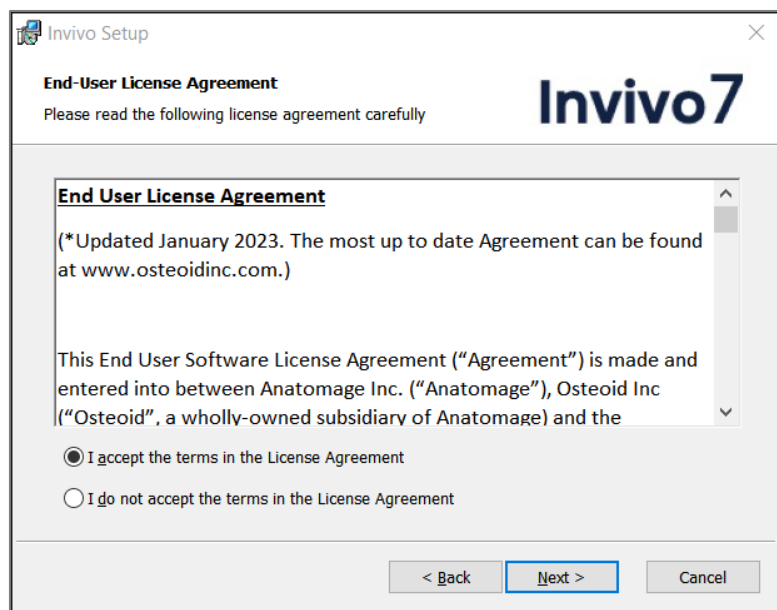 Invivo Setup
End-User License Agreement
Please read the following license agreement carefully
Invivo7
End User License Agreement
(*Updated January 2023. The most up to date Agreement can be found
at www.osteoidinc.com.)
This End User Software License Agreement (“Agreement”) is made and
entered into between Anatomage Inc. (“Anatomage”), Osteoid Inc
(“Osteoid”, a wholly-owned subsidiary of Anatomage) and the
I accept the terms in the License Agreement
I do not accept the terms in the License Agreement
< Back
Next >
Cancel